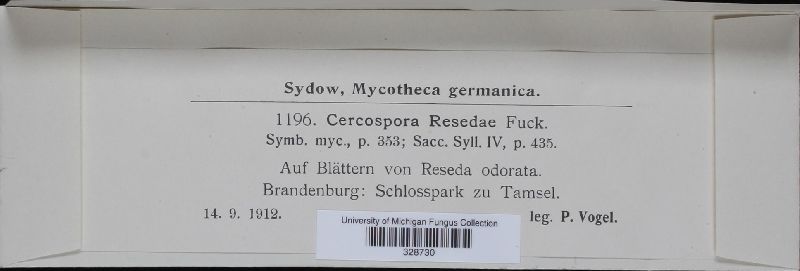 Sydow, Mycotheca germanica.
1196. Cercospora Resedae Fuck.
Symb. myc., p. 353; Sacc. Syll. IV, p. 435.
Auf Blättern von Reseda odorata.
Brandenburg: Schlosspark zu Tamsel.
14. 9. 1912. leg. P. Vogel.
University of Michigan Fungus Collection
328730